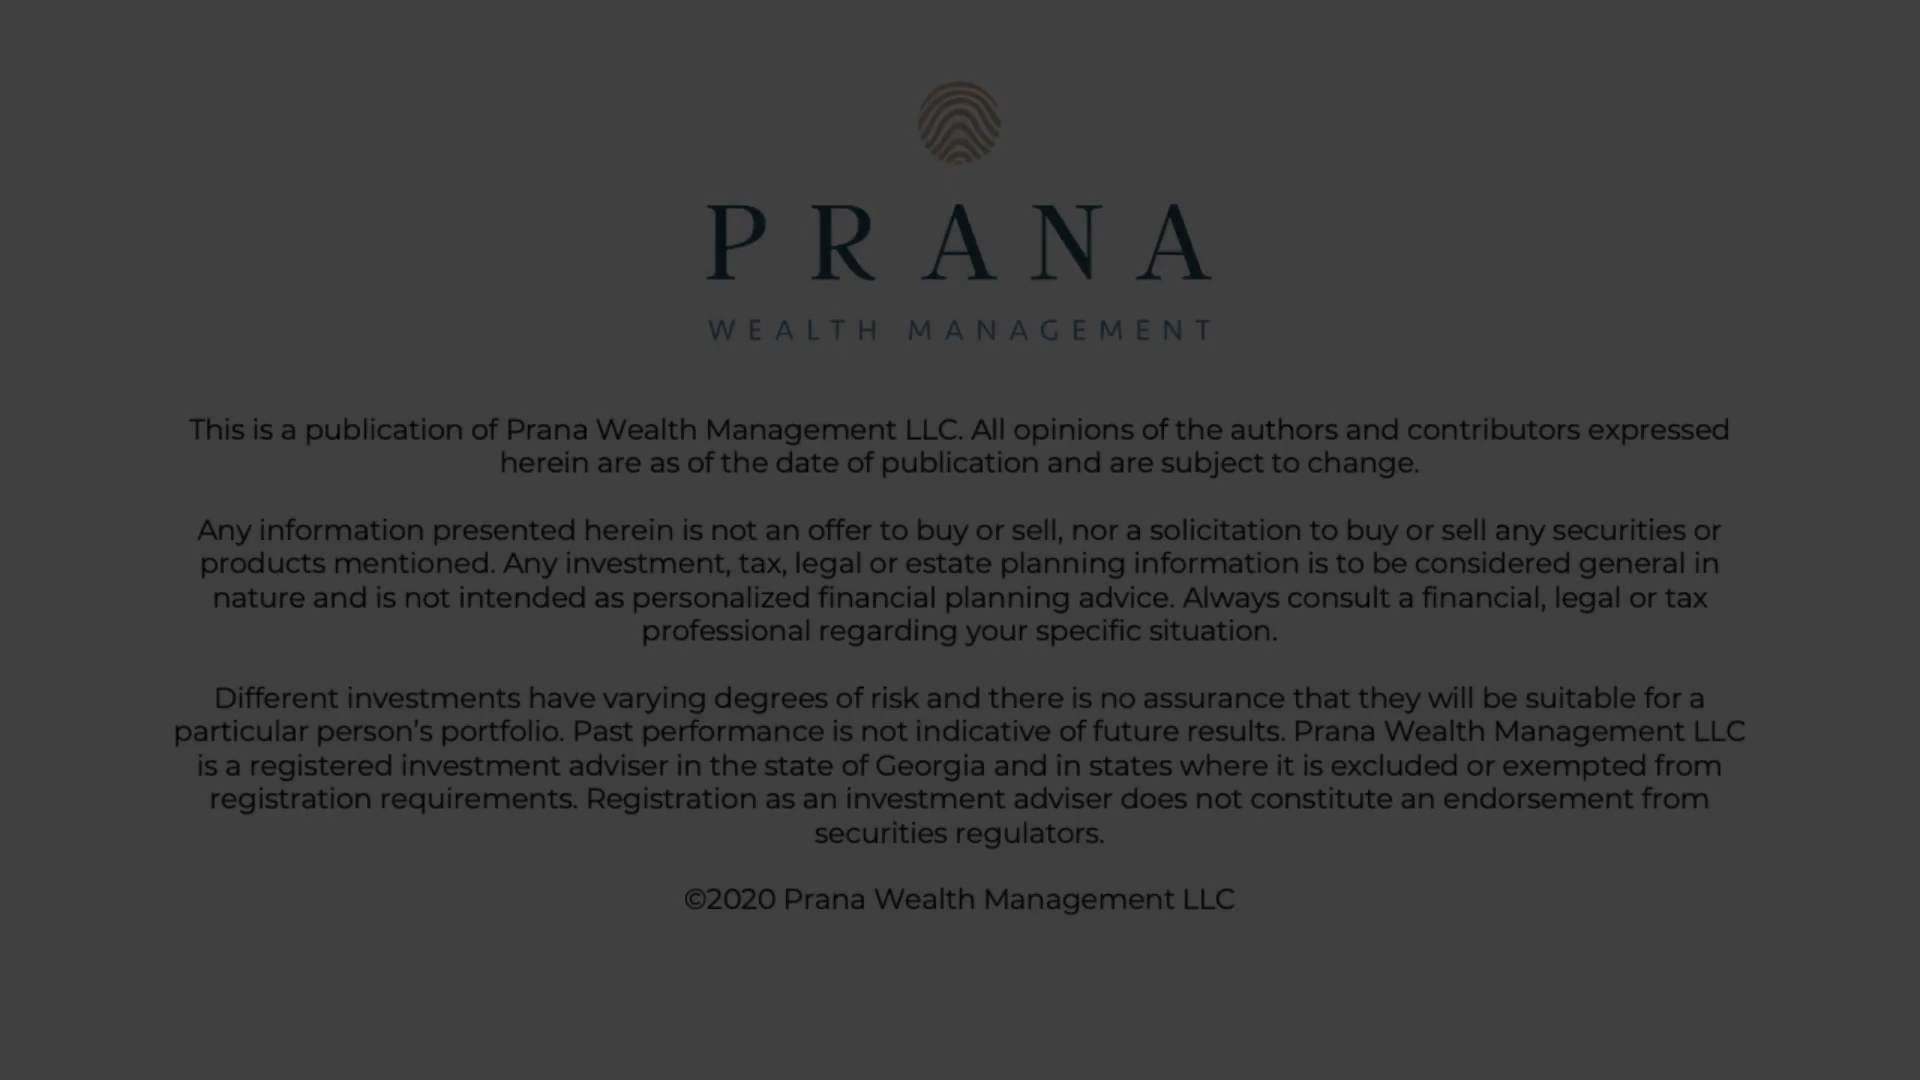 PRANA
WEALTH MANAGEMENT
This is a publication of Prana Wealth Management LLC. All opinions of the authors and contributors expressed
herein are as of the date of publication and are subject to change.
Any information presented herein is not an offer to buy or sell, nor a solicitation to buy or sell any securities or
products mentioned. Any investment, tax, legal or estate planning information is to be considered general in
nature and is not intended as personalized financial planning advice. Always consult a financial, legal or tax
professional regarding your specific situation.
Different investments have varying degrees of risk and there is no assurance that they will be suitable for a
particular person’s portfolio. Past performance is not indicative of future results. Prana Wealth Management LLC
is a registered investment adviser in the state of Georgia and in states where it is excluded or exempted from
registration requirements. Registration as an investment adviser does not constitute an endorsement from
securities regulators.
©2020 Prana Wealth Management LLC